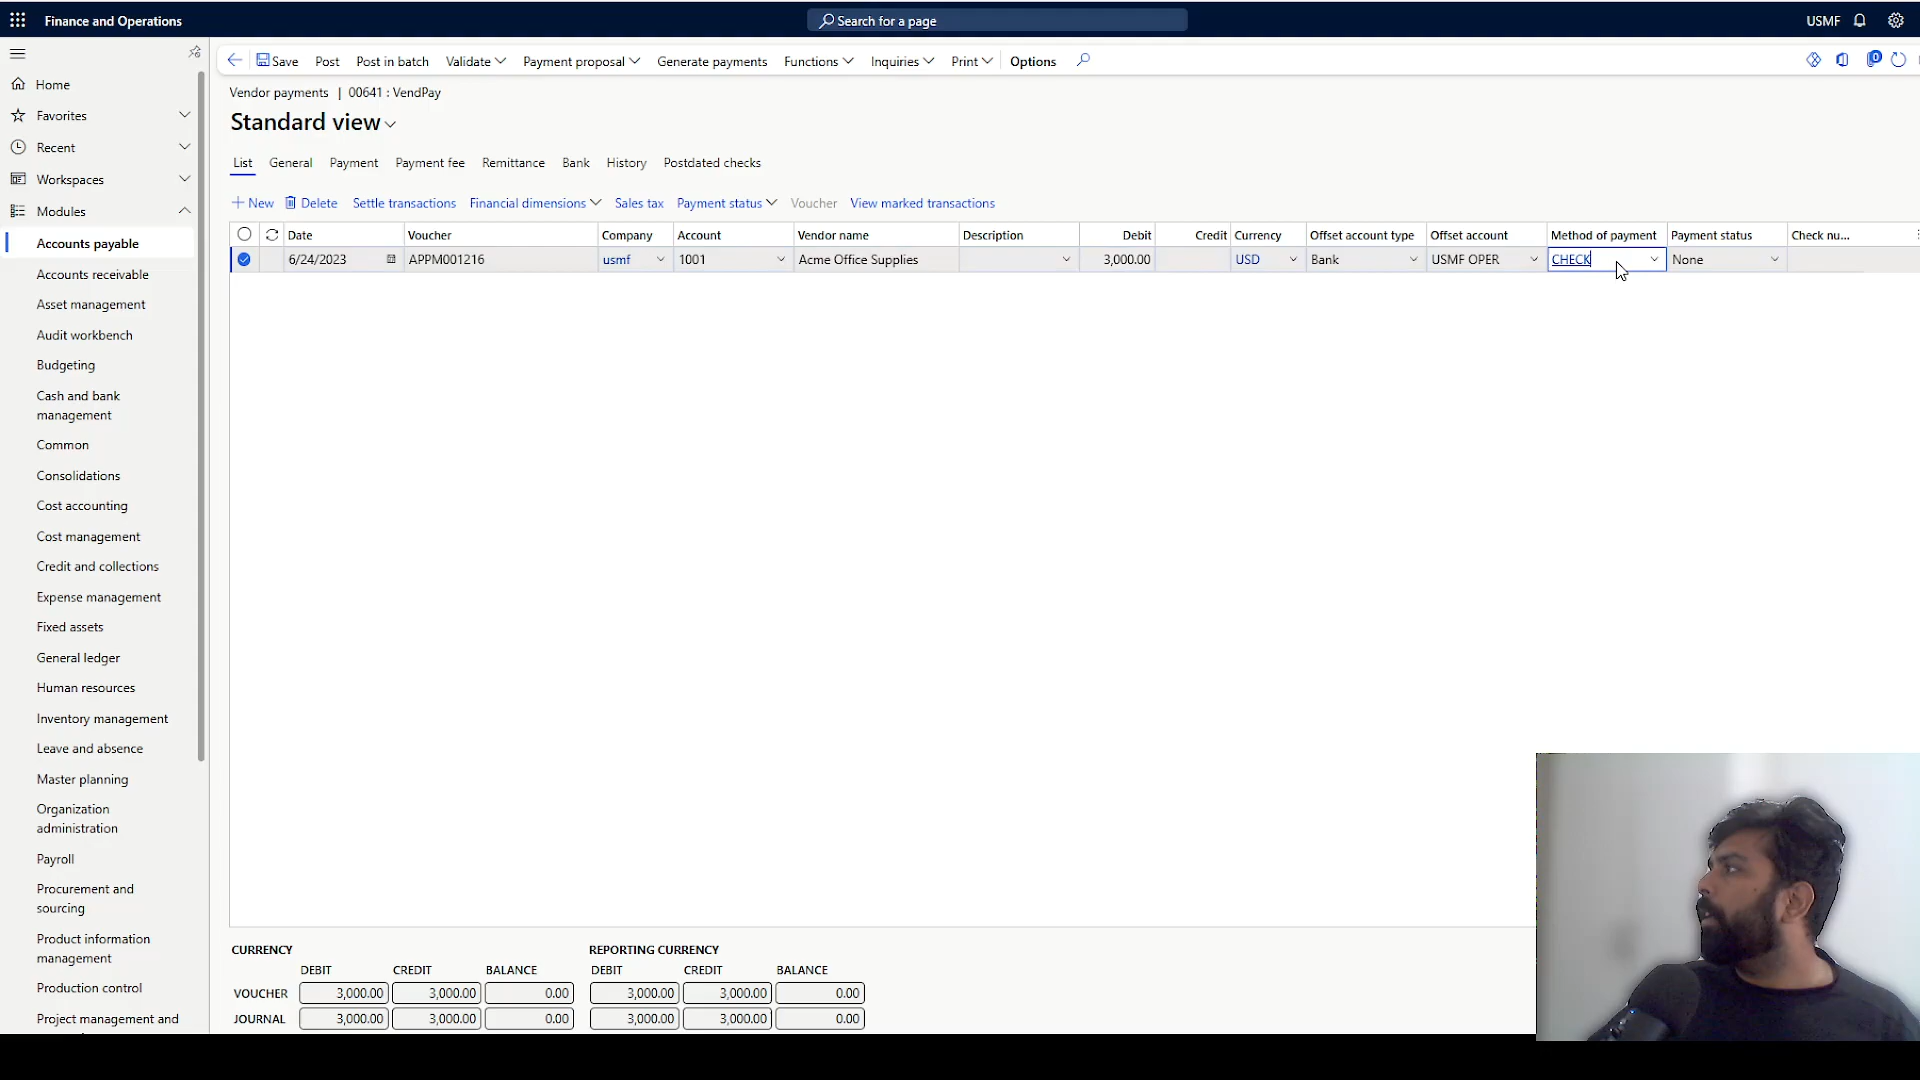 Finance and Operations Search for a page USMF
Save Post Post in batch Validate Payment proposal Generate payments Functions Inquiries Print Options 0
Vendor payments | 00641 : VendPay
Standard view
List General Payment Payment fee Remittance Bank History Postdated checks
New Delete Settle transactions Financial dimensions Sales tax Payment status Voucher View marked transactions
Date Voucher Company Account Vendor name Description Debit Credit Currency Offset account type Offset account Method of payment Payment status Check nu...
6/24/2023 APPM001216 usmf 1001 Acme Office Supplies 3,000.00 USD Bank USMF OPER CHECK None
Home
Favorites
Recent
Workspaces
Modules
Accounts payable
Accounts receivable
Asset management
Audit workbench
Budgeting
Cash and bank
management
Common
Consolidations
Cost accounting
Cost management
Credit and collections
Expense management
Fixed assets
General ledger
Human resources
Inventory management
Leave and absence
Master planning
Organization
administration
Payroll
Procurement and
sourcing
Product information
management
Production control
Project management and
CURRENCY REPORTING CURRENCY
DEBIT CREDIT BALANCE DEBIT CREDIT BALANCE
VOUCHER 3,000.00 3,000.00 0.00 3,000.00 3,000.00 0.00
JOURNAL 3,000.00 3,000.00 0.00 3,000.00 3,000.00 0.00